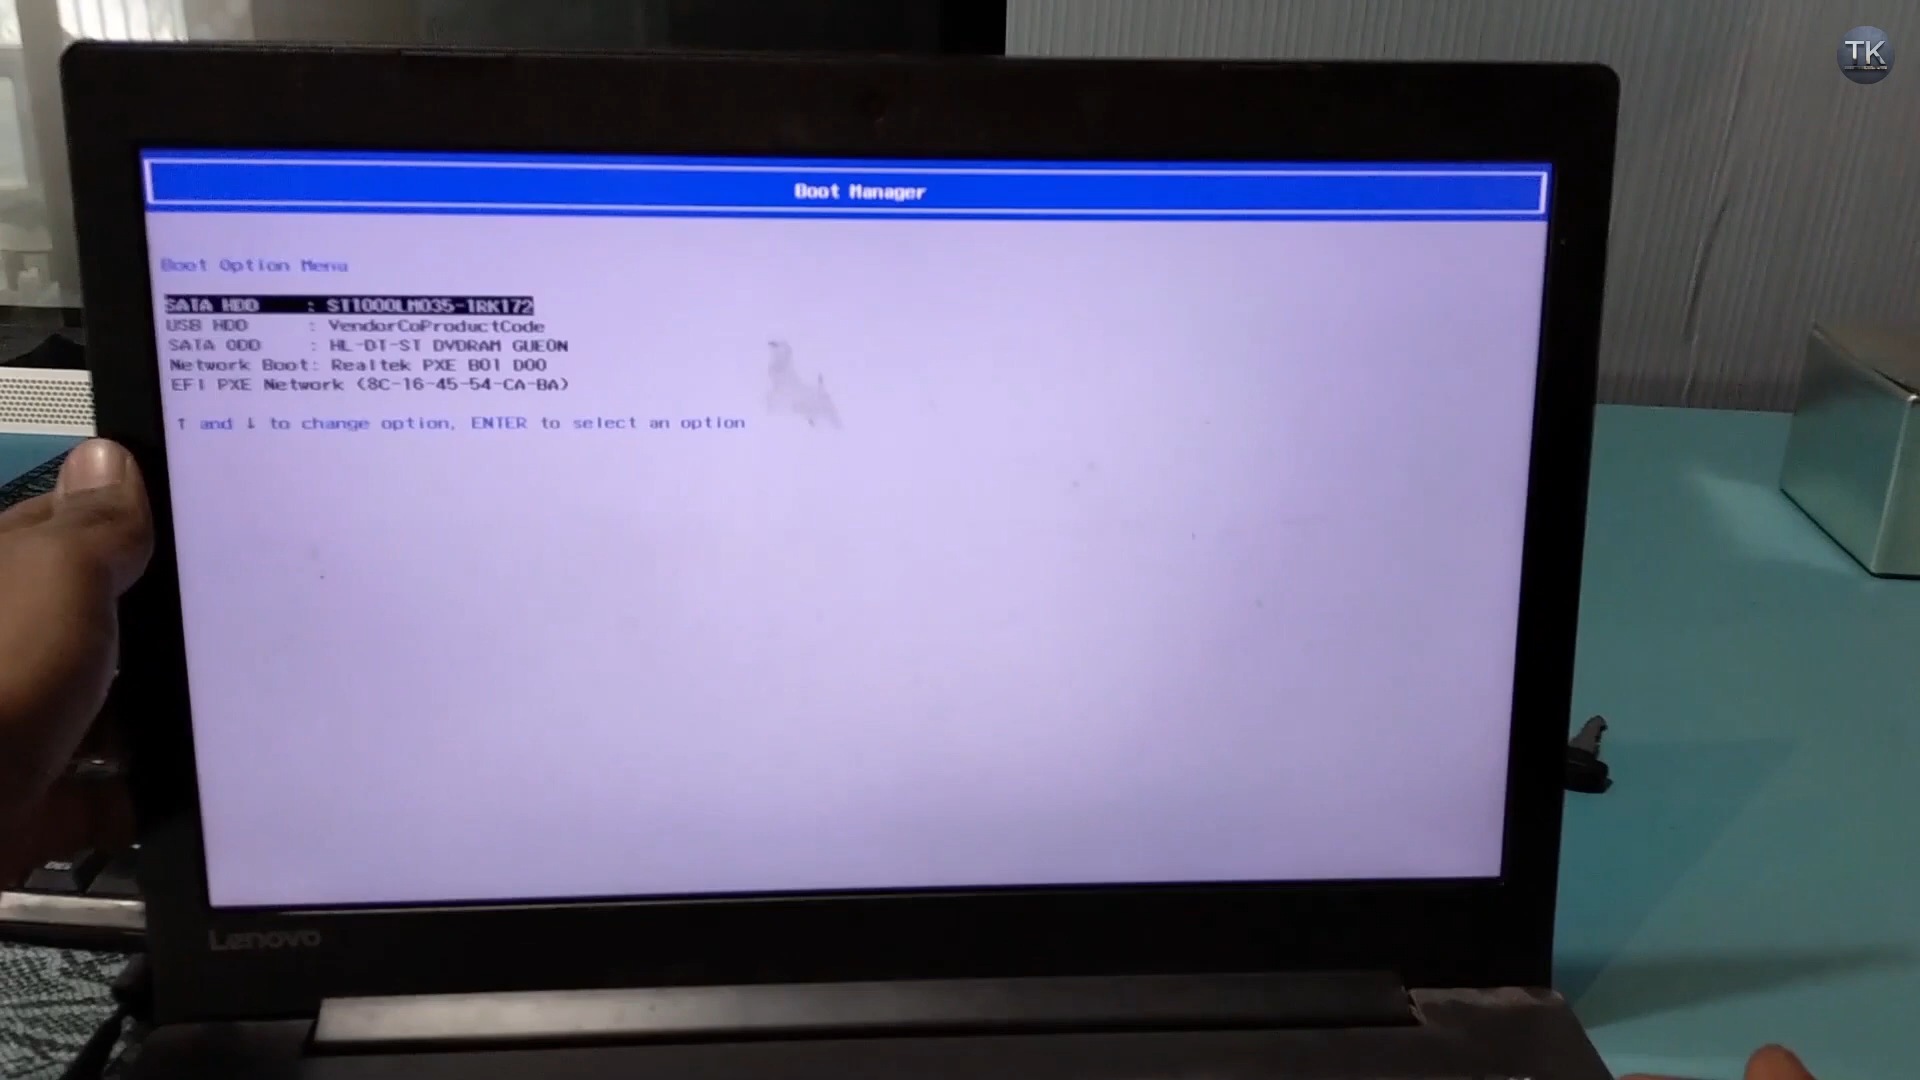 TK
Boot Manager
Boot Option Menu
SATA HDD : ST1000LM035-1RK172
USB HDD : VendorCoProductCode
SATA ODD : HL-DT-ST DVDRAM GUE0N
Network Boot: Realtek PXE B01 D00
EFI PXE Network (8C-16-45-54-CA-BA)
↑ and ↓ to change option, ENTER to select an option
Lenovo